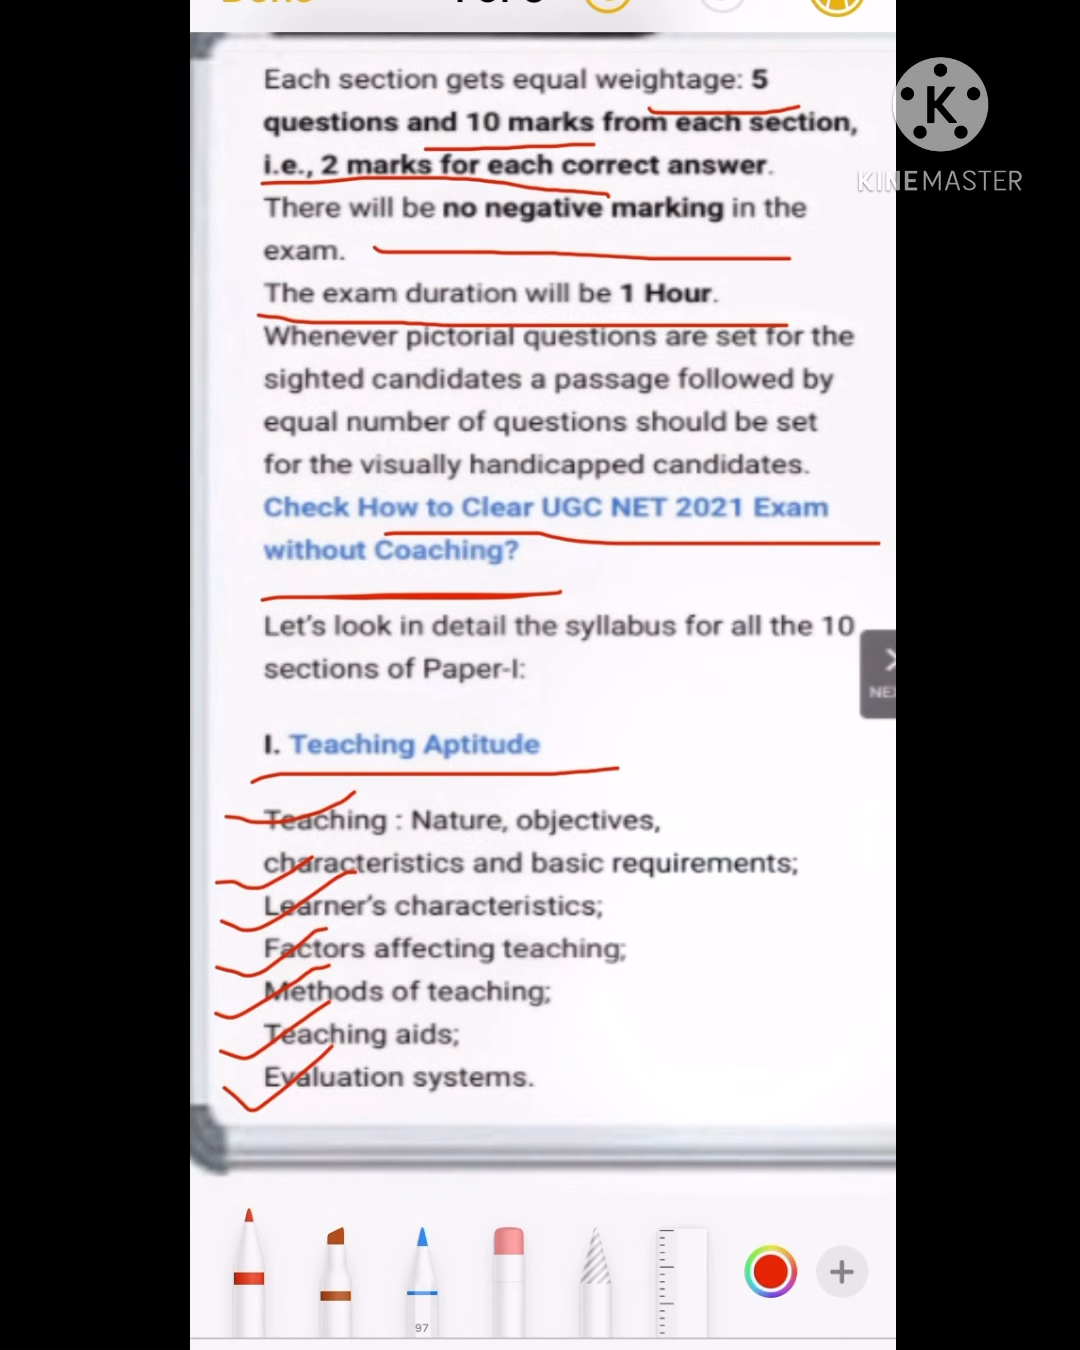 Each section gets equal weightage: 5
questions and 10 marks from each section,
i.e., 2 marks for each correct answer.
There will be no negative marking in the
exam.
The exam duration will be 1 Hour.
Whenever pictorial questions are set for the
sighted candidates a passage followed by
equal number of questions should be set
for the visually handicapped candidates.
Check How to Clear UGC NET 2021 Exam
without Coaching?
Let's look in detail the syllabus for all the 10
sections of Paper-I:
I. Teaching Aptitude
Teaching : Nature, objectives,
characteristics and basic requirements;
Learner's characteristics;
Factors affecting teaching;
Methods of teaching;
Teaching aids;
Evaluation systems.
K
KINEMASTER
97